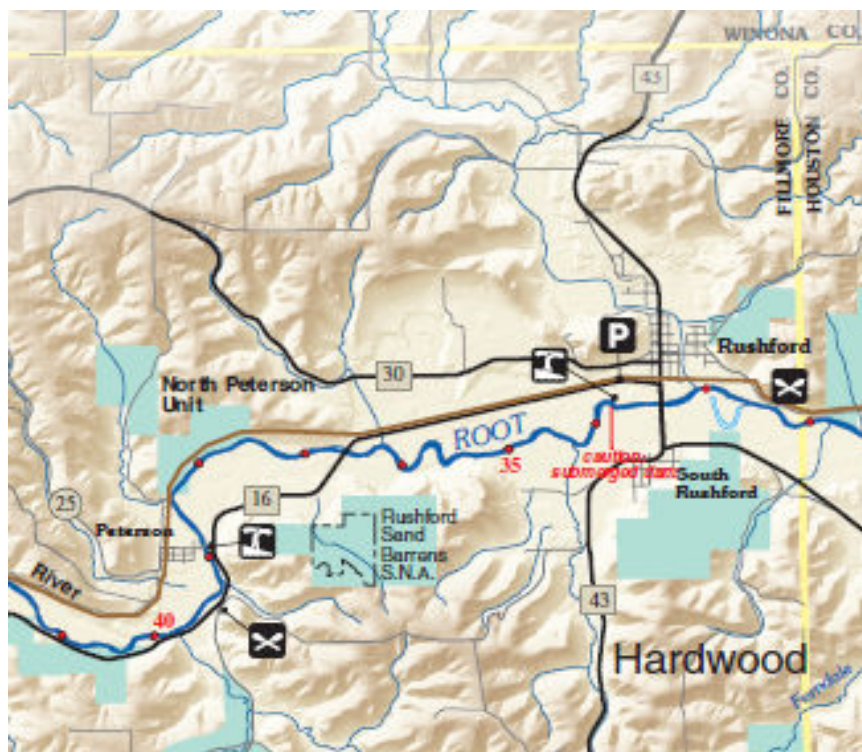 WINONA CO.
43
FILLMORE CO.
HOUSTON CO.
P
Rushford
30
North Peterson
Unit
ROOT
35
caution
submerged dam
South
Rushford
25
16
Peterson
Rushford
Sand
Barrens
S.N.A.
River
43
40
Hardwood
Ferndale